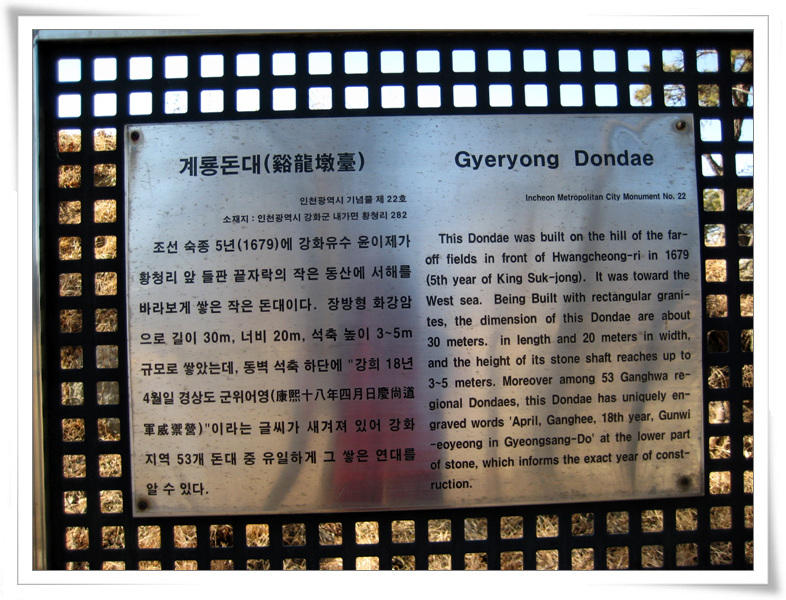 계룡돈대(谿龍墩臺)
인천광역시 기념물 제 22호
소재지 : 인천광역시 강화군 내가면 황청리 282
조선 숙종 5년(1679)에 강화유수 윤이제가
황청리 앞 들판 끝자락의 작은 동산에 서해를
바라보게 쌓은 작은 돈대이다. 장방형 화강암
으로 길이 30m, 너비 20m, 석축 높이 3~5m
규모로 쌓았는데, 동벽 석축 하단에 "강희 18년
4월일 경상도 군위어영(康熙十八年四月日慶尙道
軍威禦營)"이라는 글씨가 새겨져 있어 강화
지역 53개 돈대 중 유일하게 그 쌓은 연대를
알 수 있다.
Gyeryong Dondae
Incheon Metropolitan City Monument No. 22
This Dondae was built on the hill of the far-
off fields in front of Hwangcheong-ri in 1679
(5th year of King Suk-jong). It was toward the
West sea. Being Built with rectangular grani-
tes, the dimension of this Dondae are about
30 meters. in length and 20 meters in width,
and the height of its stone shaft reaches up to
3~5 meters. Moreover among 53 Ganghwa re-
gional Dondaes, this Dondae has uniquely en-
graved words 'April, Ganghee, 18th year, Gunwi
-eoyeong in Gyeongsang-Do' at the lower part
of stone, which informs the exact year of const-
ruction.